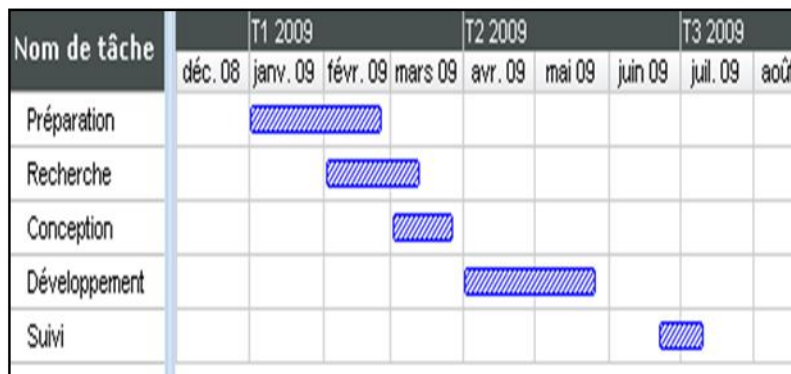 Nom de tâche
T1 2009 T2 2009 T3 2009
déc. 08 janv. 09 févr. 09 mars 09 avr. 09 mai 09 juin 09 juil. 09 août
Préparation
Recherche
Conception
Développement
Suivi